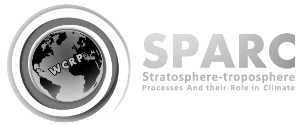 WCRP
SPARC
Stratosphere-troposphere
Processes And their Role in Climate